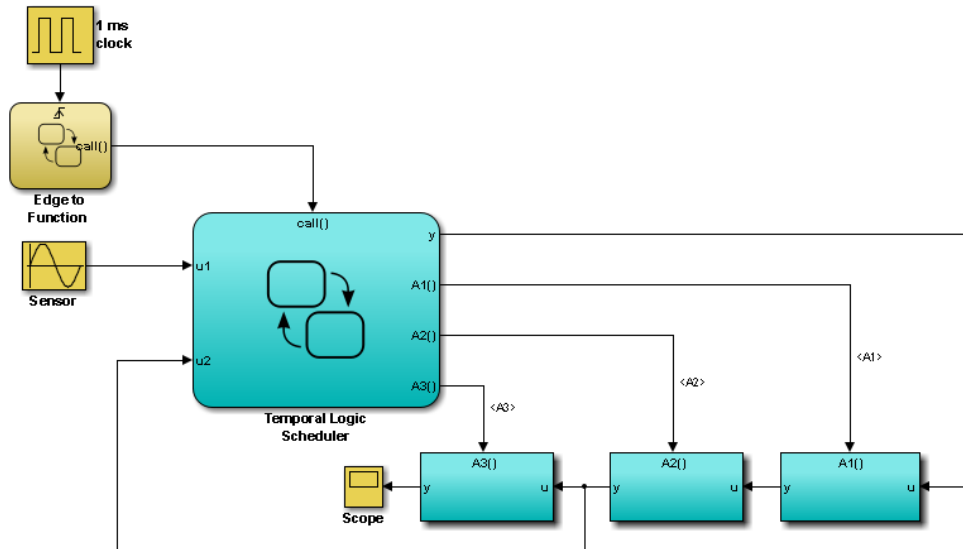 1 ms
clock
call()
Edge to
Function
call()
y
u1
Sensor
A1()
A2()
u2
<A1>
<A2>
A3()
<A3>
Temporal Logic
Scheduler
A3()
A2()
A1()
y
u
y
u
y
u
Scope